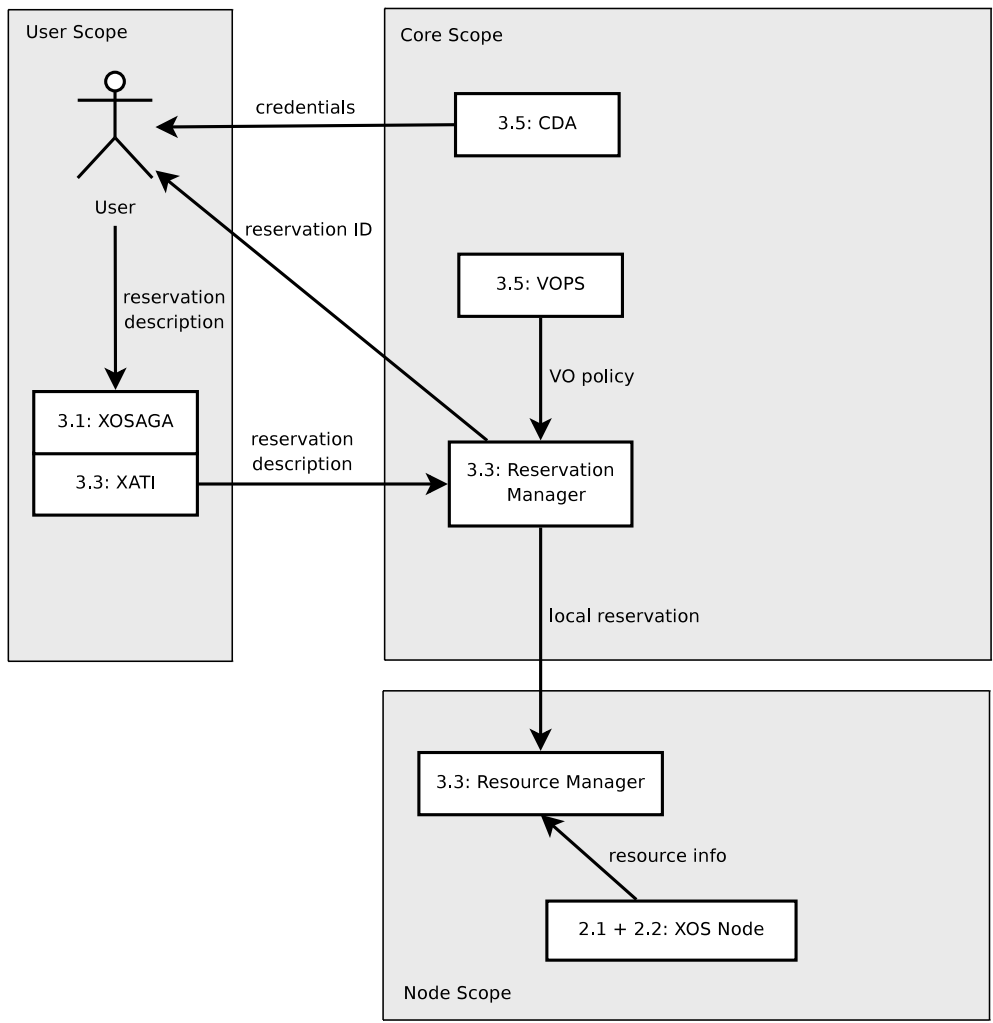 User Scope
Core Scope
credentials
3.5: CDA
User
reservation ID
3.5: VOPS
reservation
description
VO policy
3.1: XOSAGA
3.3: XATI
reservation
description
3.3: Reservation
Manager
local reservation
3.3: Resource Manager
resource info
2.1 + 2.2: XOS Node
Node Scope